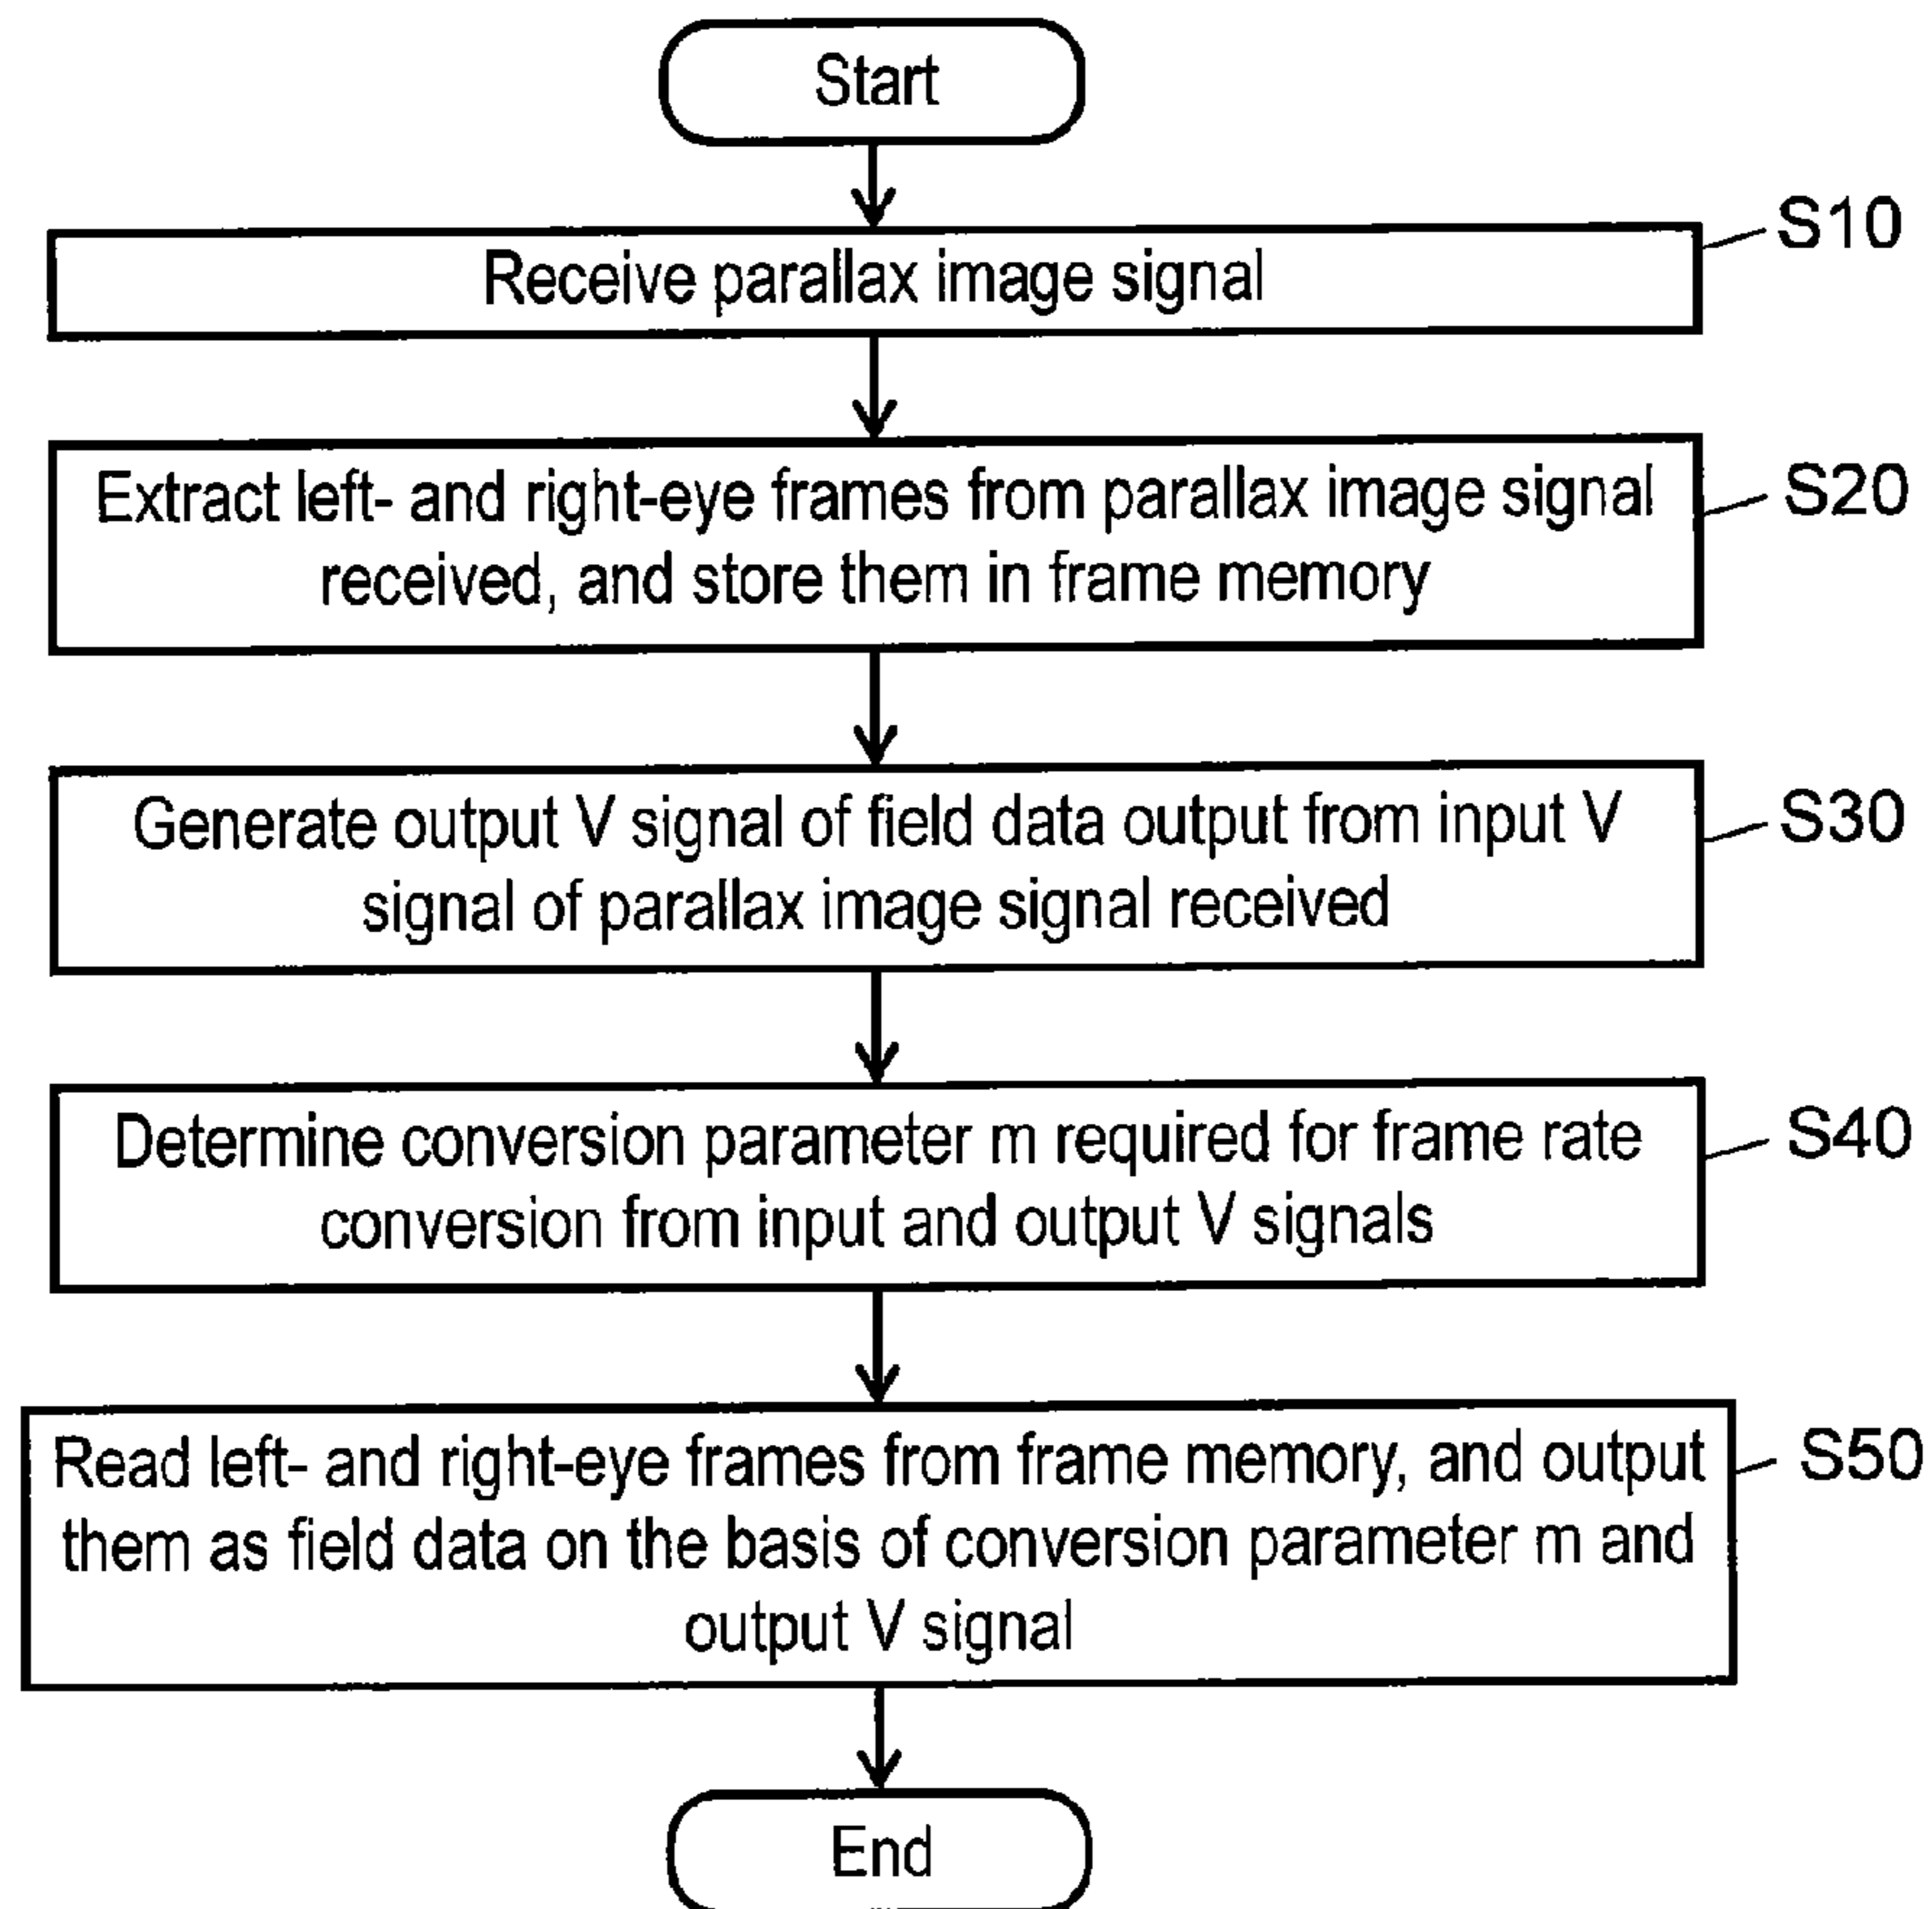 Start
S10
Receive parallax image signal
Extract left- and right-eye frames from parallax image signal
S20
received, and store them in frame memory
Generate output V signal of field data output from input V
S30
signal of parallax image signal received
Determine conversion parameter m required for frame rate
S40
conversion from input and output V signals
Read left- and right-eye frames from frame memory, and output
S50
them as field data on the basis of conversion parameter m and
output V signal
End